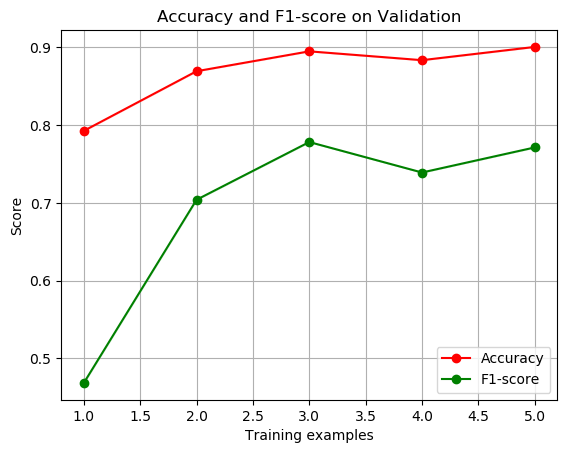 Accuracy and F1-score on Validation
0.9
0.8
0.7
0.6
0.5
Score
1.0 1.5 2.0 2.5 3.0 3.5 4.0 4.5 5.0
Training examples
Accuracy
F1-score